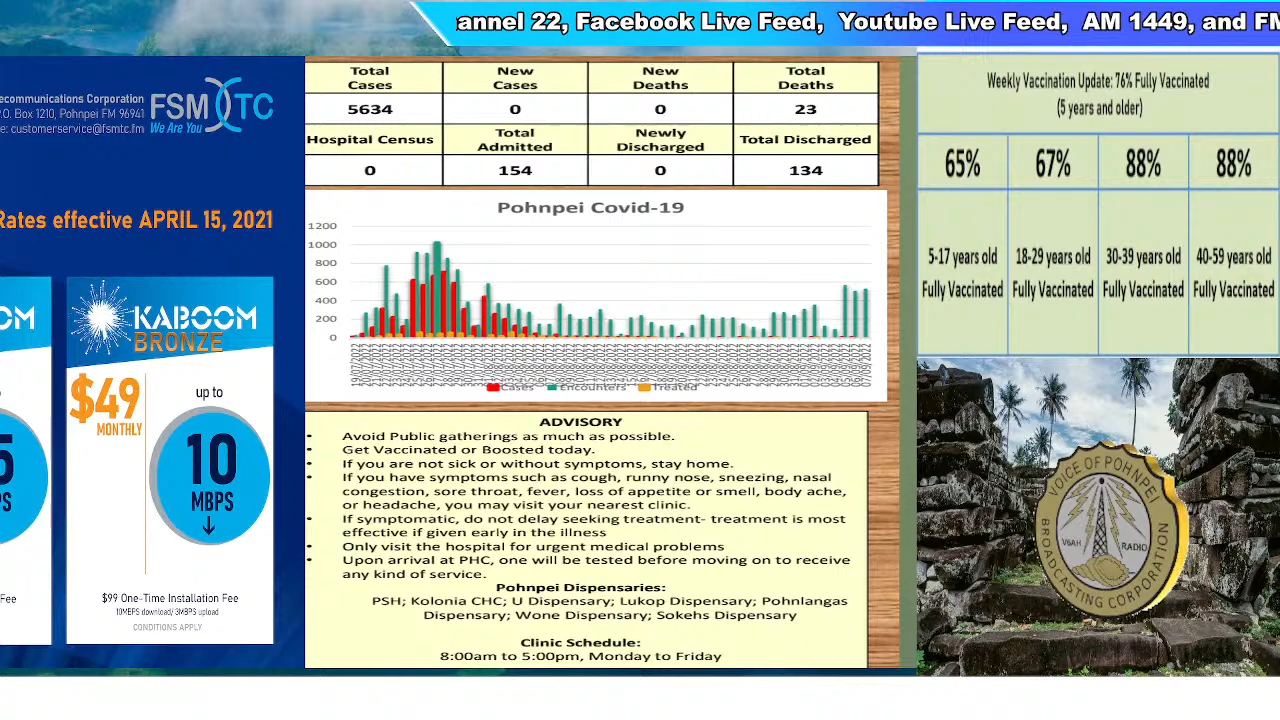 annel 22, Facebook Live Feed, Youtube Live Feed, AM 1449, and FM
ecommunications Corporation
P.O. Box 1210, Pohnpei FM 96941
e: customerservice@fsmtc.fm
FSMTC
We Are You
Rates effective APRIL 15, 2021
OM
5
PS
Fee
KABOOM
BRONZE
$49
MONTHLY
up to
10
MBPS
$99 One-Time Installation Fee
10MBPS download/ 3MBPS upload
CONDITIONS APPLY
Total Cases
New Cases
New Deaths
Total Deaths
5634 0 0 23
Hospital Census
Total Admitted
Newly Discharged
Total Discharged
0 154 0 134
Pohnpei Covid-19
1200
1000
800
600
400
200
0
Cases Encounters Treated
ADVISORY
• Avoid Public gatherings as much as possible.
• Get Vaccinated or Boosted today.
• If you are not sick or without symptoms, stay home.
• If you have symptoms such as cough, runny nose, sneezing, nasal
congestion, sore throat, fever, loss of appetite or smell, body ache,
or headache, you may visit your nearest clinic.
• If symptomatic, do not delay seeking treatment- treatment is most
effective if given early in the illness
• Only visit the hospital for urgent medical problems
• Upon arrival at PHC, one will be tested before moving on to receive
any kind of service.
Pohnpei Dispensaries:
PSH; Kolonia CHC; U Dispensary; Lukop Dispensary; Pohnlangas
Dispensary; Wone Dispensary; Sokehs Dispensary
Clinic Schedule:
8:00am to 5:00pm, Monday to Friday
Weekly Vaccination Update: 76% Fully Vaccinated
(5 years and older)
65% 67% 88% 88%
5-17 years old 18-29 years old 30-39 years old 40-59 years old
Fully Vaccinated Fully Vaccinated Fully Vaccinated Fully Vaccinated
VOICE OF POHNPEI
V6AH RADIO
BROADCASTING CORPORATION